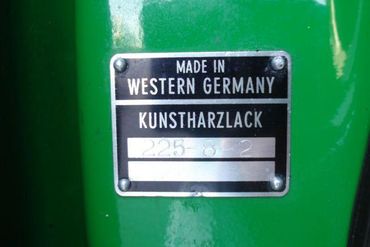 MADE IN
WESTERN GERMANY
KUNSTHARZLACK
225-8-2